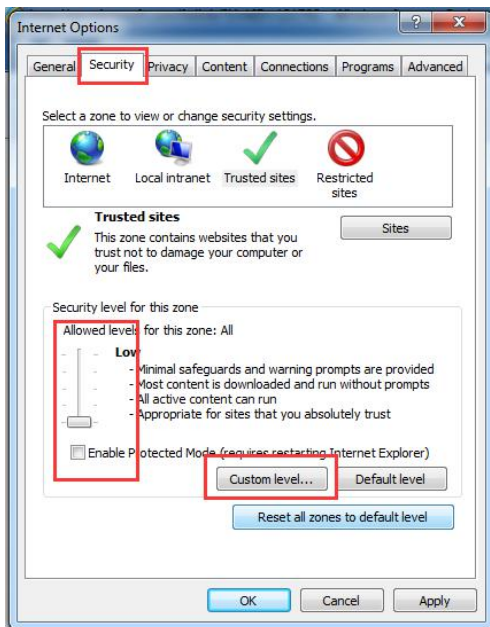 Internet Options
General Security Privacy Content Connections Programs Advanced
Select a zone to view or change security settings.
Internet Local intranet Trusted sites Restricted
sites
Trusted sites
Sites
This zone contains websites that you
trust not to damage your computer or
your files.
Security level for this zone
Allowed levels for this zone: All
Low
- Minimal safeguards and warning prompts are provided
- Most content is downloaded and run without prompts
- All active content can run
- Appropriate for sites that you absolutely trust
Enable Protected Mode (requires restarting Internet Explorer)
Custom level... Default level
Reset all zones to default level
OK Cancel Apply